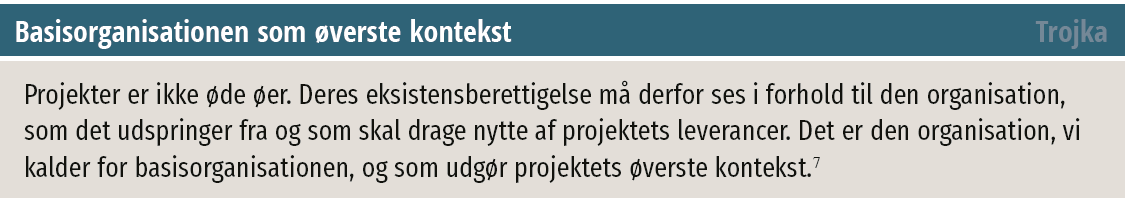 Basisorganisationen som øverste kontekst Trojka
Projekter er ikke øde øer. Deres eksistensberettigelse må derfor ses i forhold til den organisation,
som det udspringer fra og som skal drage nytte af projektets leverancer. Det er den organisation, vi
kalder for basisorganisationen, og som udgør projektets øverste kontekst.⁷